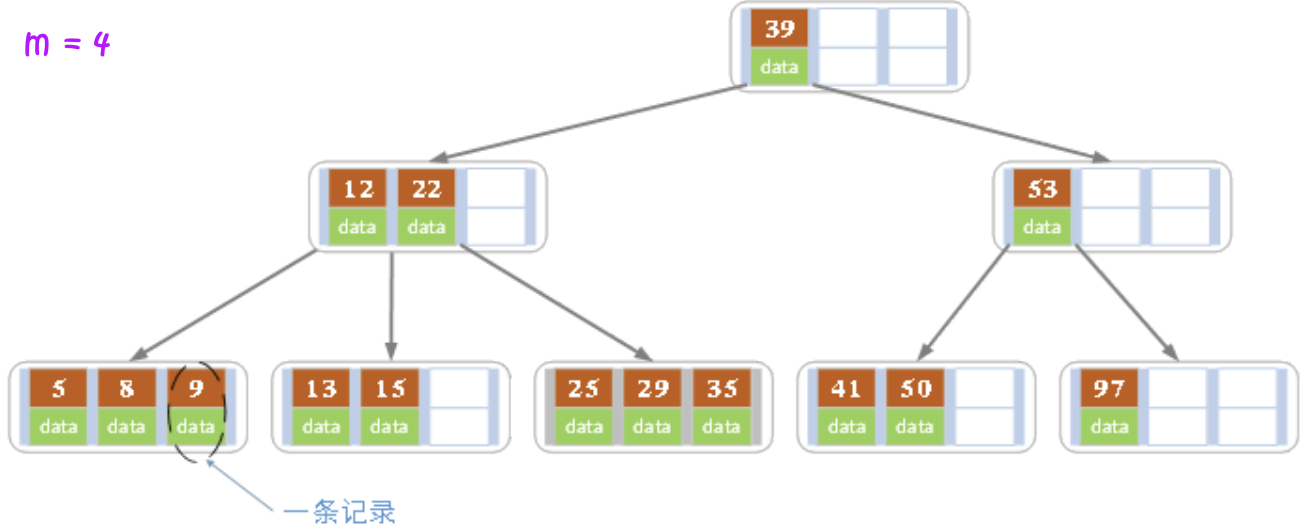 m = 4
39
data
12 22
data data
53
data
5 8 9
data data data
13 15
data data
25 29 35
data data data
41 50
data data
97
data
一条记录